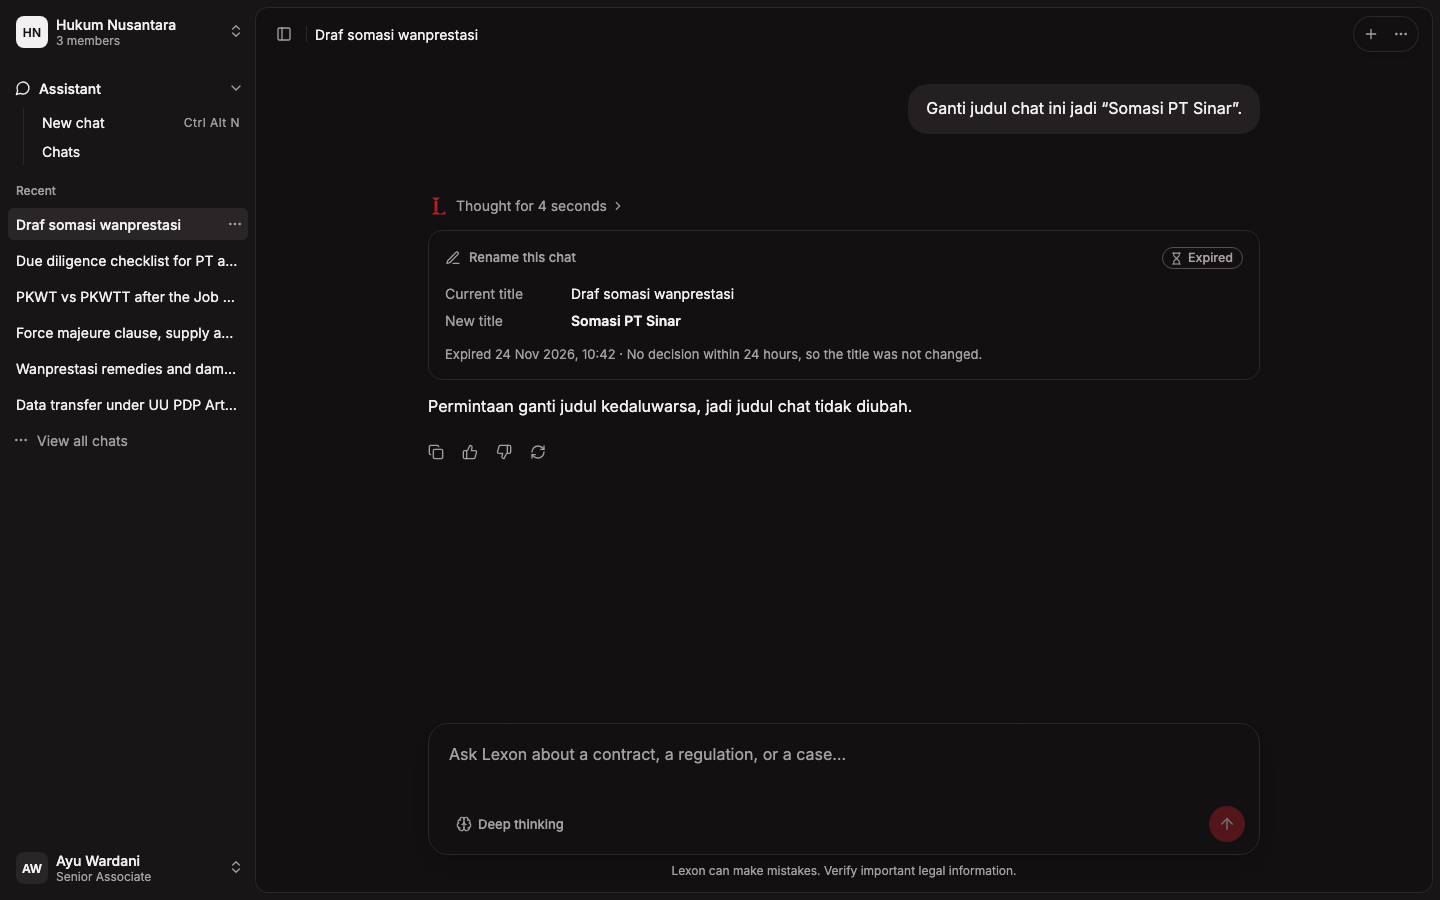 HN
Hukum Nusantara
3 members
Assistant
New chat
Ctrl Alt N
Chats
Recent
Draf somasi wanprestasi
Due diligence checklist for PT a...
PKWT vs PKWTT after the Job ...
Force majeure clause, supply a...
Wanprestasi remedies and dam...
Data transfer under UU PDP Art...
View all chats
AW
Ayu Wardani
Senior Associate
Draf somasi wanprestasi
Ganti judul chat ini jadi “Somasi PT Sinar”.
L Thought for 4 seconds
Rename this chat
Expired
Current title Draf somasi wanprestasi
New title Somasi PT Sinar
Expired 24 Nov 2026, 10:42 · No decision within 24 hours, so the title was not changed.
Permintaan ganti judul kedaluwarsa, jadi judul chat tidak diubah.
Ask Lexon about a contract, a regulation, or a case...
Deep thinking
Lexon can make mistakes. Verify important legal information.